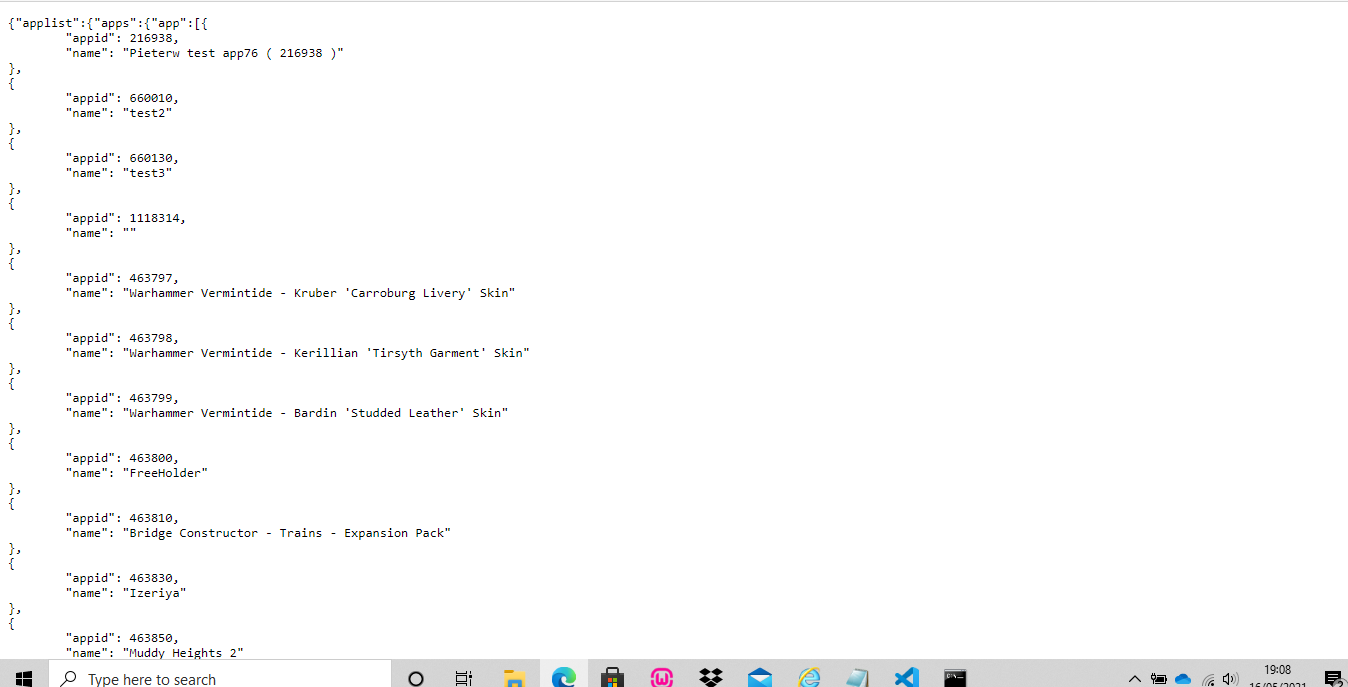 {"applist":{"apps":{"app":[{
"appid": 216938,
"name": "Pieterw test app76 ( 216938 )"
},
{
"appid": 660010,
"name": "test2"
},
{
"appid": 660130,
"name": "test3"
},
{
"appid": 1118314,
"name": ""
},
{
"appid": 463797,
"name": "Warhammer Vermintide - Kruber 'Carroburg Livery' Skin"
},
{
"appid": 463798,
"name": "Warhammer Vermintide - Kerillian 'Tirsyth Garment' Skin"
},
{
"appid": 463799,
"name": "Warhammer Vermintide - Bardin 'Studded Leather' Skin"
},
{
"appid": 463800,
"name": "FreeHolder"
},
{
"appid": 463810,
"name": "Bridge Constructor - Trains - Expansion Pack"
},
{
"appid": 463830,
"name": "Izeriya"
},
{
"appid": 463850,
"name": "Muddy Heights 2"
Type here to search
19:08
16/05/2021
2